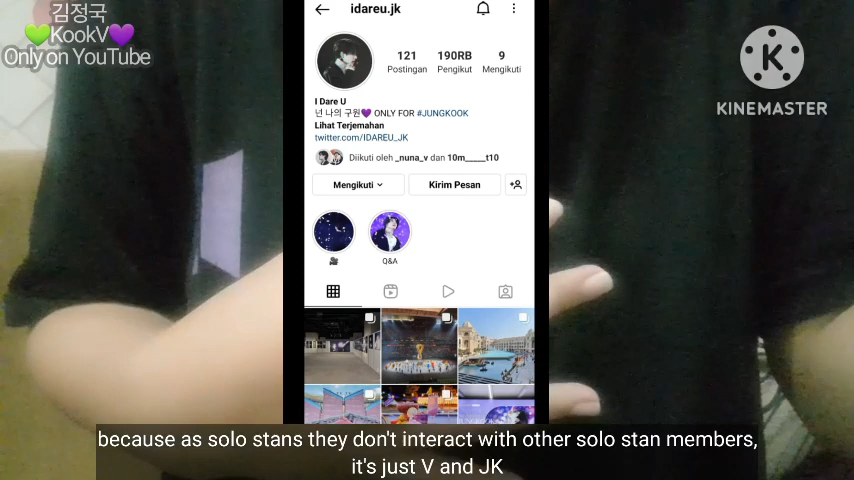 김정국
💚KookV💜
Only on YouTube
KINEMASTER
idareu.jk
121 190RB 9
Postingan Pengikut Mengikuti
I Dare U
넌 나의 구원💜 ONLY FOR #JUNGKOOK
Lihat Terjemahan
twitter.com/IDAREU_JK
Diikuti oleh _nuna_v dan 10m_____t10
Mengikuti Kirim Pesan
Q&A
because as solo stans they don't interact with other solo stan members,
it's just V and JK